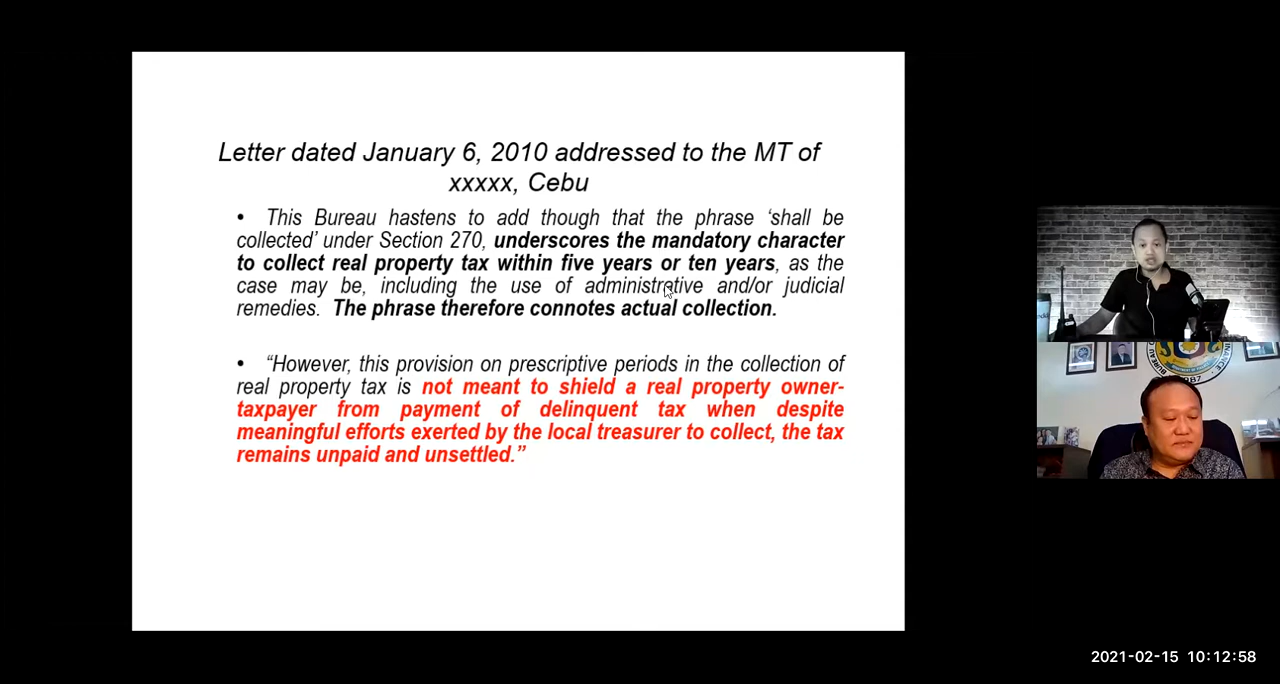 Letter dated January 6, 2010 addressed to the MT of
xxxxx, Cebu
• This Bureau hastens to add though that the phrase ‘shall be
collected’ under Section 270, underscores the mandatory character
to collect real property tax within five years or ten years, as the
case may be, including the use of administrative and/or judicial
remedies. The phrase therefore connotes actual collection.
• “However, this provision on prescriptive periods in the collection of
real property tax is not meant to shield a real property owner-
taxpayer from payment of delinquent tax when despite
meaningful efforts exerted by the local treasurer to collect, the tax
remains unpaid and unsettled.”
2021-02-15 10:12:58